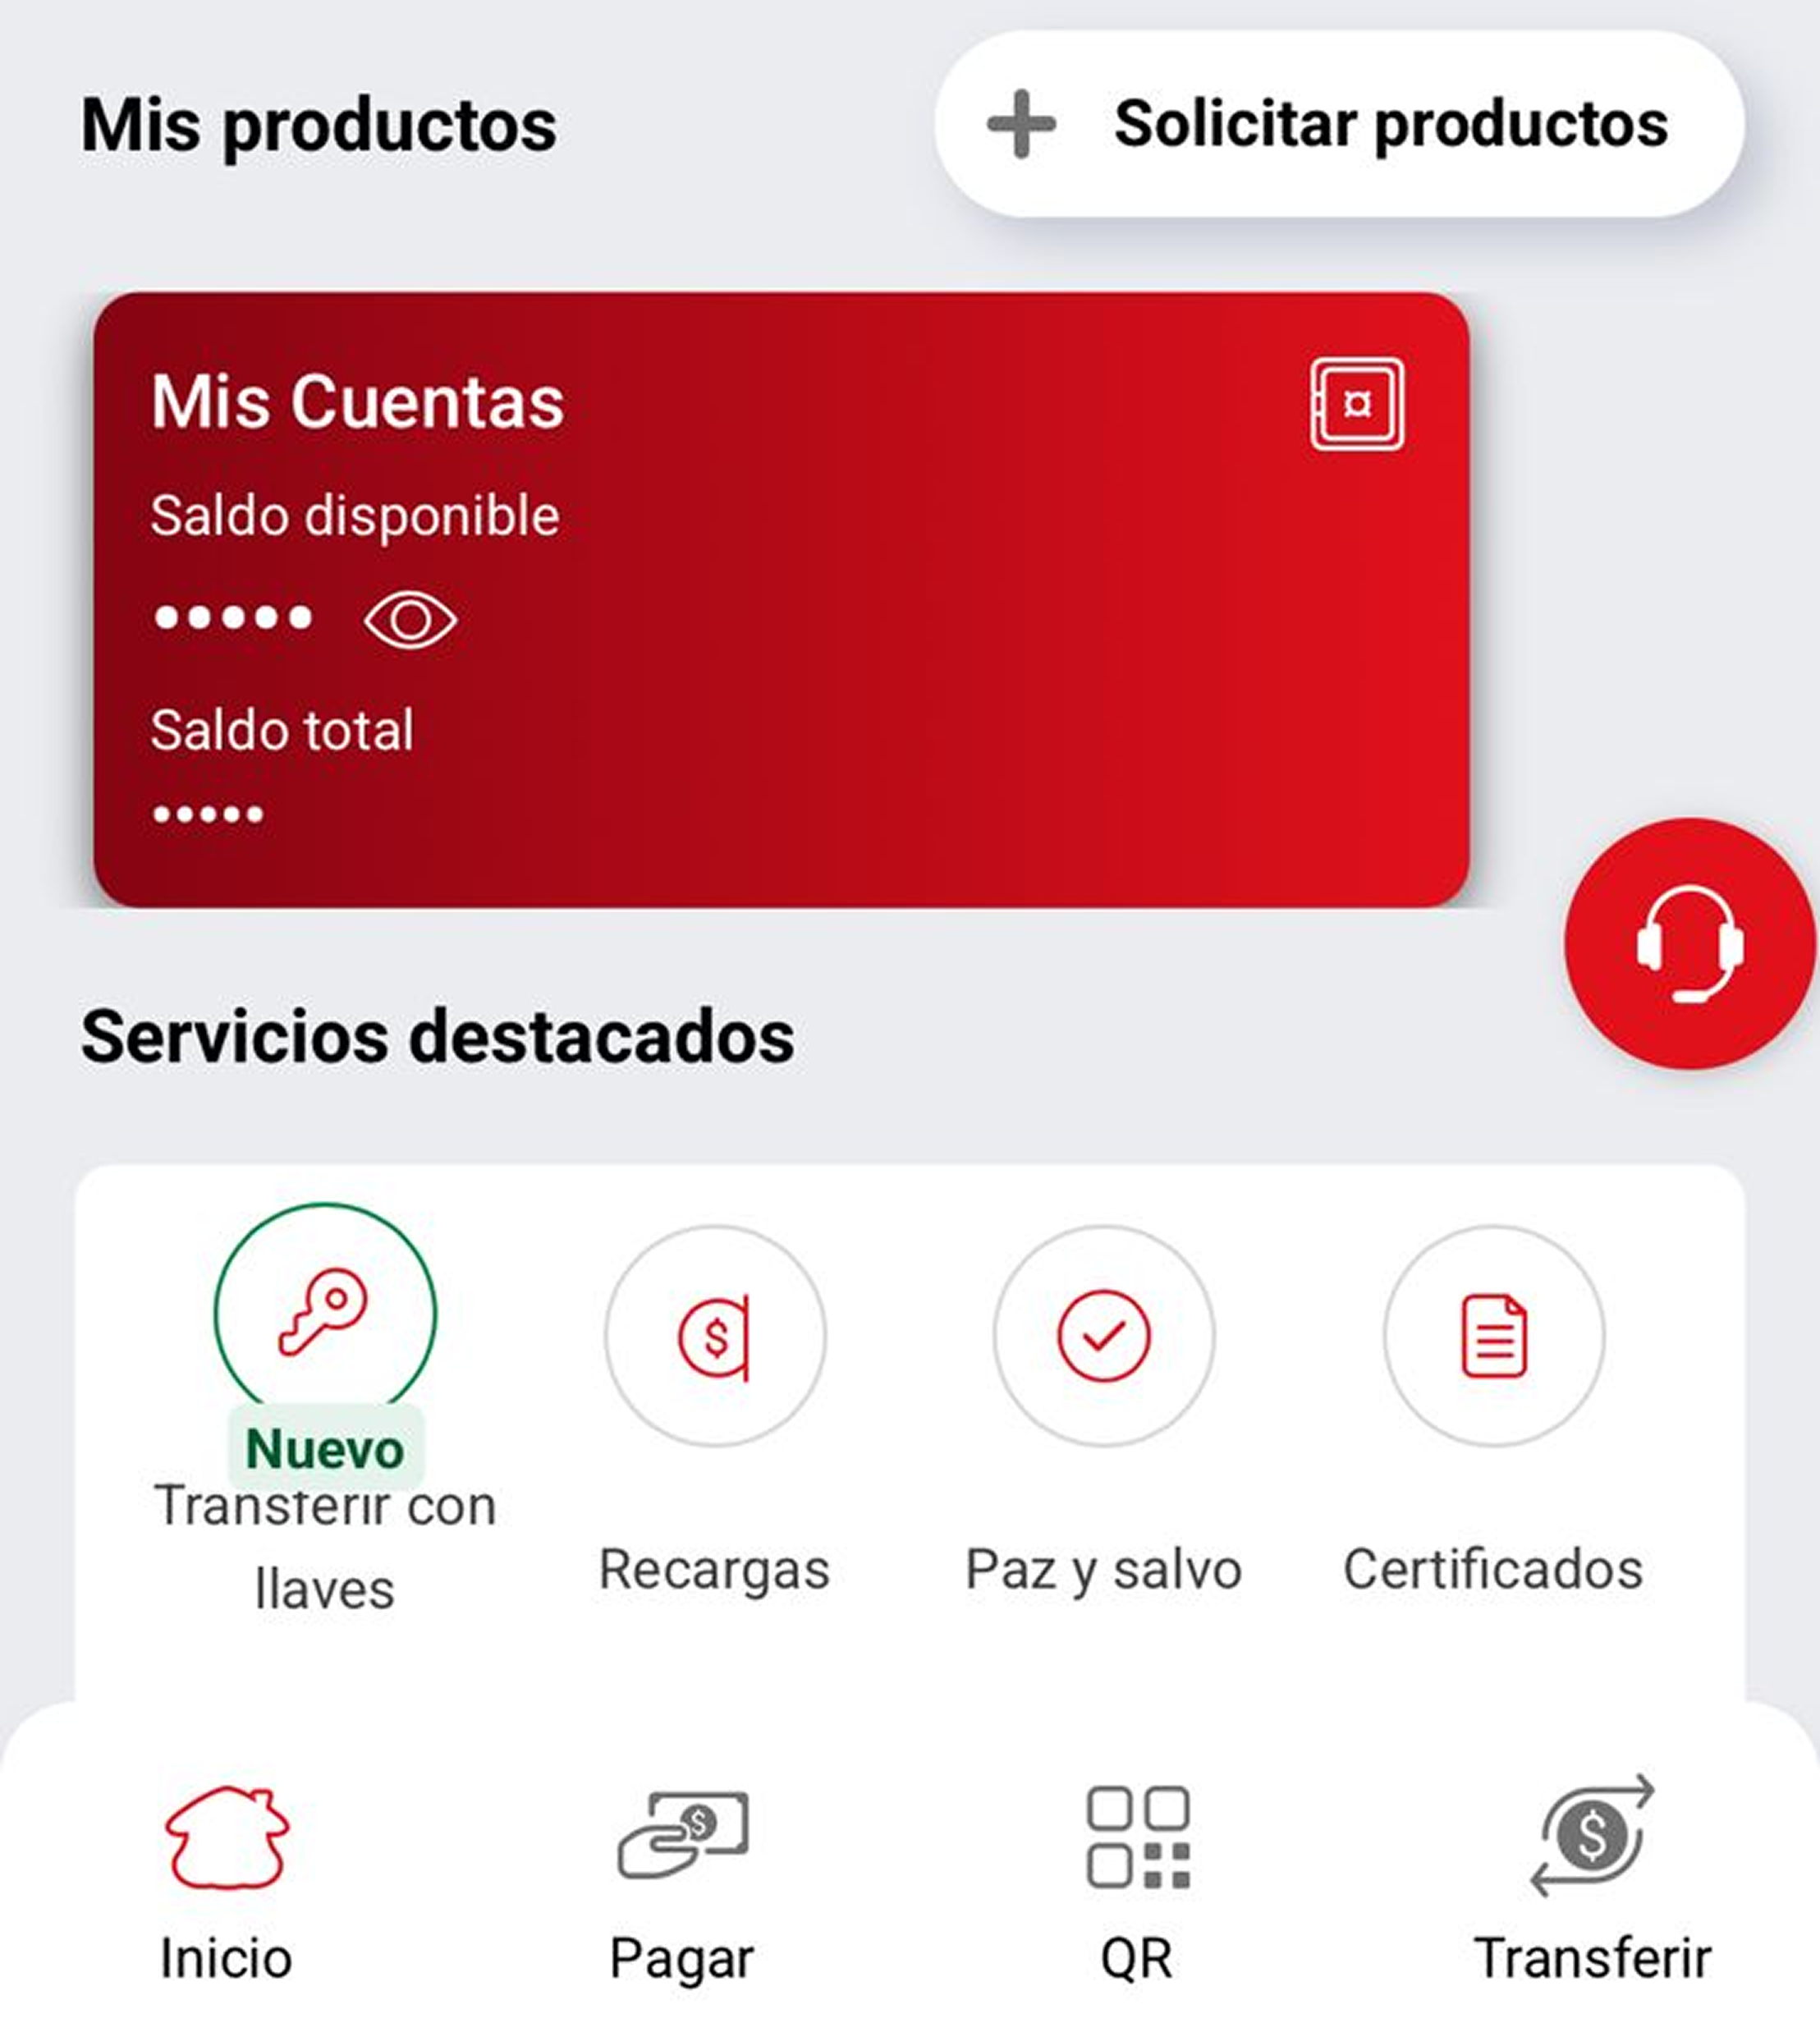 Mis productos
Solicitar productos
Mis Cuentas
Saldo disponible
•••••
Saldo total
•••••
Servicios destacados
Nuevo
Transferir con
llaves
Recargas
Paz y salvo
Certificados
Inicio
Pagar
QR
Transferir